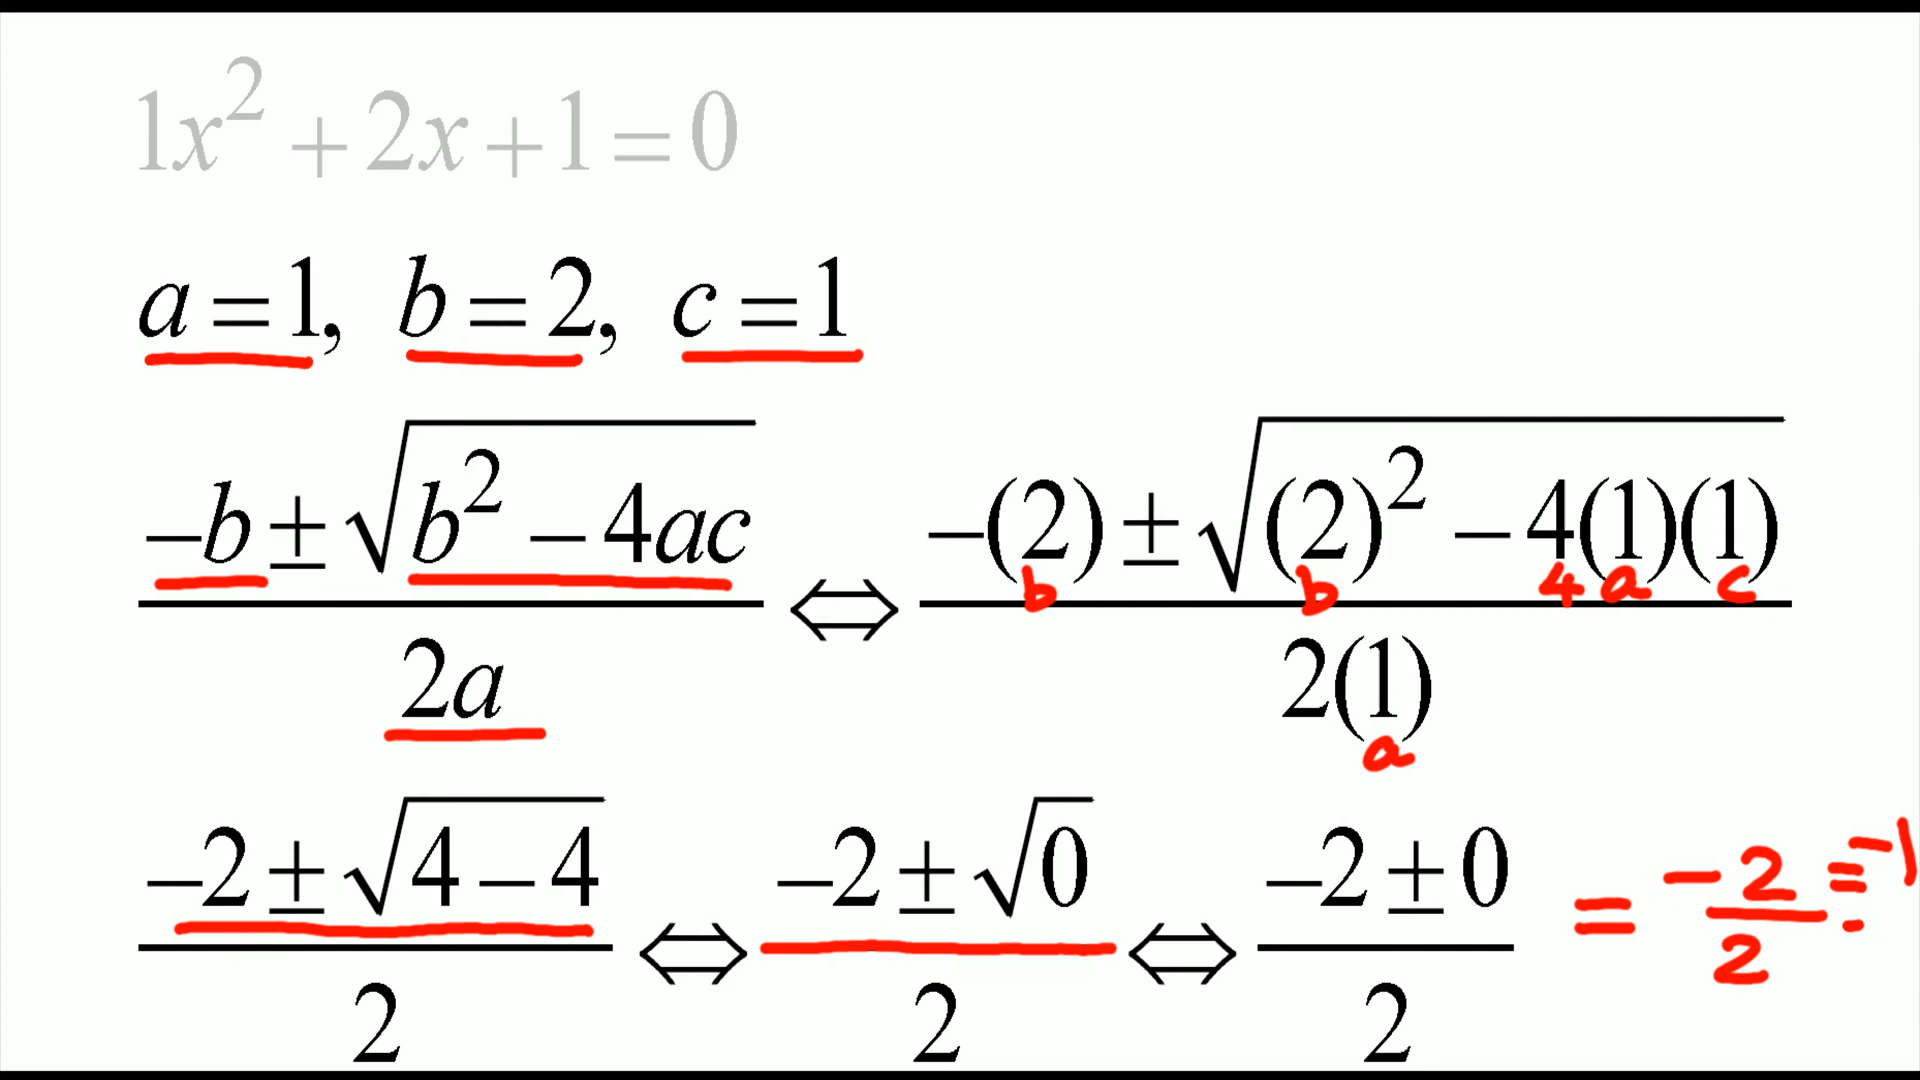 1x² + 2x + 1 = 0
a = 1, b = 2, c = 1
(−b ± √(b² − 4ac)) / 2a ⇔ (−(2) ± √((2)² − 4(1)(1))) / 2(1)
b b 4 a c
a
(−2 ± √(4 − 4)) / 2 ⇔ (−2 ± √0) / 2 ⇔ (−2 ± 0) / 2 = −2 / 2 = −1